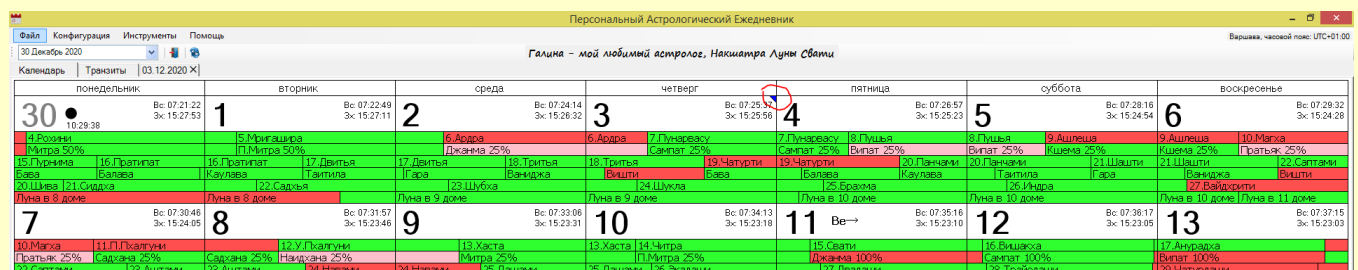 Персональный Астрологический Ежедневник
Файл Конфигурация Инструменты Помощь
Варшава, часовой пояс: UTC+01:00
30 Декабрь 2020
Галина - мой любимый астролог, Накшатра Луны Свати
Календарь Транзиты 03.12.2020
понедельник вторник среда четверг пятница суббота воскресенье
30 10:29:38 Вс: 07:21:22 Зх: 15:27:53
1 Вс: 07:22:49 Зх: 15:27:11
2 Вс: 07:24:14 Зх: 15:26:32
3 Вс: 07:25:37 Зх: 15:25:56
4 Вс: 07:26:57 Зх: 15:25:23
5 Вс: 07:28:16 Зх: 15:24:54
6 Вс: 07:29:32 Зх: 15:24:28
4.Рохини 5.Мригашира 6.Ардра 6.Ардра 7.Пунарвасу 7.Пунарвасу 8.Пушья 8.Пушья 9.Ашлеша 9.Ашлеша 10.Магха
Митра 50% П.Митра 50% Джанма 25% Сампат 25% Сампат 25% Випат 25% Випат 25% Кшема 25% Кшема 25% Пратьяк 25%
15.Пурнима 16.Пратипат 16.Пратипат 17.Двитья 17.Двитья 18.Тритья 18.Тритья 19.Чатурти 19.Чатурти 20.Панчами 20.Панчами 21.Шашти 21.Шашти 22.Саптами
Бава Балава Каулава Таитила Гара Ваниджа Вишти Бава Балава Каулава Таитила Гара Ваниджа Вишти
20.Шива 21.Сиддха 22.Садхья 23.Шубха 24.Шукла 25.Брахма 26.Индра 27.Вайдхрити
Луна в 8 доме Луна в 8 доме Луна в 9 доме Луна в 9 доме Луна в 10 доме Луна в 10 доме Луна в 10 доме Луна в 11 доме
7 Вс: 07:30:46 Зх: 15:24:05
8 Вс: 07:31:57 Зх: 15:23:46
9 Вс: 07:33:06 Зх: 15:23:30
10 Вс: 07:34:13 Зх: 15:23:18
11 Ве→ Вс: 07:35:16 Зх: 15:23:10
12 Вс: 07:36:17 Зх: 15:23:05
13 Вс: 07:37:15 Зх: 15:23:03
10.Магха 11.П.Пхалгуни 12.У.Пхалгуни 13.Хаста 13.Хаста 14.Читра 15.Свати 16.Вишакха 17.Анурадха
Пратьяк 25% Садхана 25% Садхана 25% Наидхана 25% Митра 25% П.Митра 25% Джанма 100% Сампат 100% Випат 100%